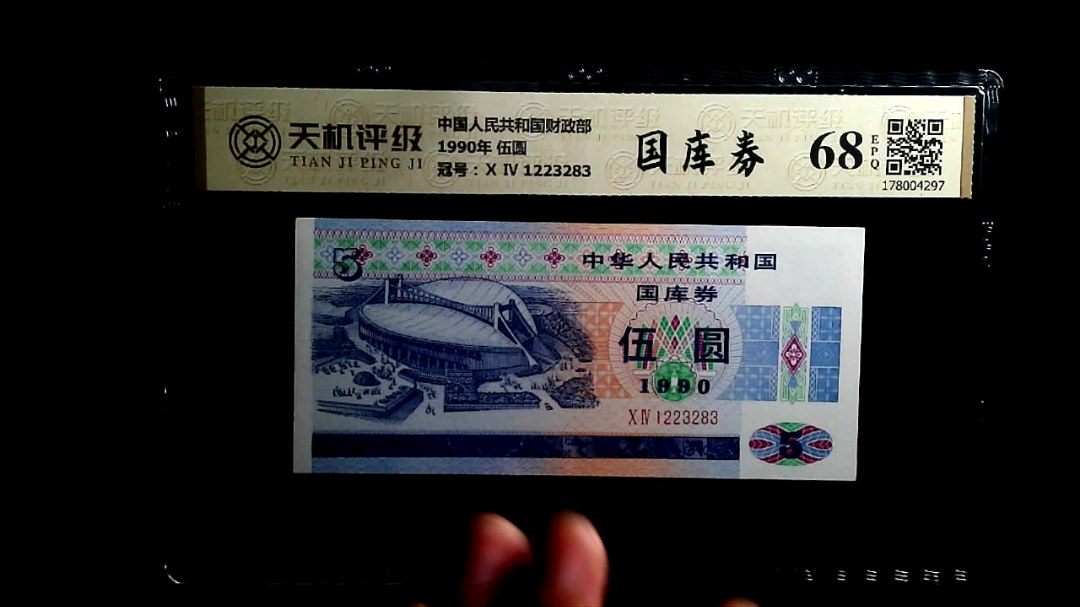 天机评级
TIAN JI PING JI
中国人民共和国财政部
1990年 伍圆
冠号：X IV 1223283
国库券
68
EPQ
178004297
5
中华人民共和国
国库券
伍圆
1990
X IV 1223283
5